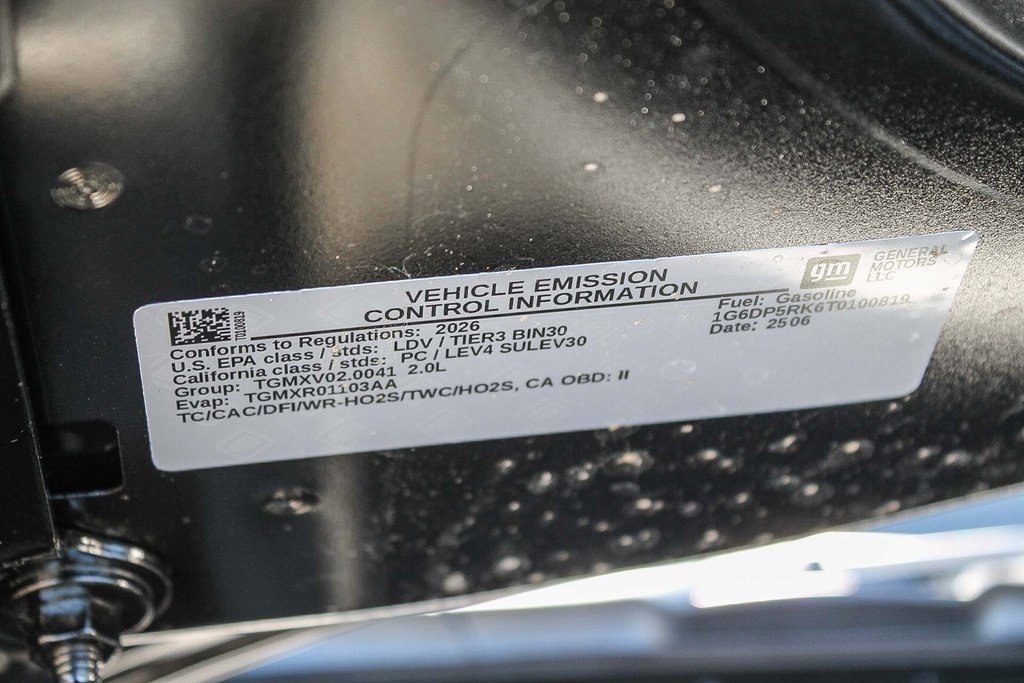 VEHICLE EMISSION
CONTROL INFORMATION
gm
GENERAL
MOTORS
LLC
T0100819
Conforms to Regulations: 2026
U.S. EPA class / stds: LDV / TIER3 BIN30
California class / stds: PC / LEV4 SULEV30
Group: TGMXV02.0041 2.0L
Evap: TGMXR01103AA
TC/CAC/DFI/WR-HO2S/TWC/HO2S, CA OBD: II
Fuel: Gasoline
1G6DP5RK6T0100819
Date: 2506